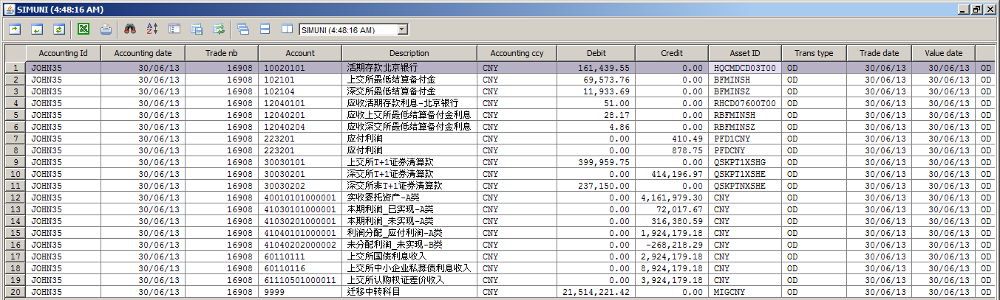 SIMUNI (4:48:16 AM)
SIMUNI (4:48:16 AM)
Accounting Id Accounting date Trade nb Account Description Accounting ccy Debit Credit Asset ID Trans type Trade date Value date
1 JOHN35 30/06/13 16908 10020101 活期存款北京银行 CNY 161,439.55 0.00 HQCMDCD03T00 OD 30/06/13 30/06/13 OD
2 JOHN35 30/06/13 16908 102101 上交所最低结算备付金 CNY 69,573.76 0.00 BFMINSH OD 30/06/13 30/06/13 OD
3 JOHN35 30/06/13 16908 102104 深交所最低结算备付金 CNY 11,933.69 0.00 BFMINSZ OD 30/06/13 30/06/13 OD
4 JOHN35 30/06/13 16908 12040101 应收活期存款利息-北京银行 CNY 51.00 0.00 RHCD07600T00 OD 30/06/13 30/06/13 OD
5 JOHN35 30/06/13 16908 12040201 应收上交所最低结算备付金利息 CNY 28.17 0.00 RBFMINSH OD 30/06/13 30/06/13 OD
6 JOHN35 30/06/13 16908 12040204 应收深交所最低结算备付金利息 CNY 4.86 0.00 RBFMINSZ OD 30/06/13 30/06/13 OD
7 JOHN35 30/06/13 16908 223201 应付利润 CNY 0.00 410.49 PFD1CNY OD 30/06/13 30/06/13 OD
8 JOHN35 30/06/13 16908 223201 应付利润 CNY 0.00 878.75 PFDCNY OD 30/06/13 30/06/13 OD
9 JOHN35 30/06/13 16908 30030101 上交所T+1证券清算款 CNY 399,959.75 0.00 QSKPT1XSHG OD 30/06/13 30/06/13 OD
10 JOHN35 30/06/13 16908 30030201 深交所T+1证券清算款 CNY 0.00 414,196.97 QSKPT1XSHE OD 30/06/13 30/06/13 OD
11 JOHN35 30/06/13 16908 30030202 深交所非T+1证券清算款 CNY 237,150.00 0.00 QSKPTNXSHE OD 30/06/13 30/06/13 OD
12 JOHN35 30/06/13 16908 40010101000001 实收委托资产-A类 CNY 0.00 4,161,979.30 CNY OD 30/06/13 30/06/13 OD
13 JOHN35 30/06/13 16908 41030101000001 本期利润_已实现-A类 CNY 0.00 72,017.67 CNY OD 30/06/13 30/06/13 OD
14 JOHN35 30/06/13 16908 41030201000001 本期利润_未实现-A类 CNY 0.00 316,380.59 CNY OD 30/06/13 30/06/13 OD
15 JOHN35 30/06/13 16908 41040101000001 利润分配_应付利润-A类 CNY 0.00 1,924,179.18 CNY OD 30/06/13 30/06/13 OD
16 JOHN35 30/06/13 16908 41040202000002 未分配利润_未实现-B类 CNY 0.00 -268,218.29 CNY OD 30/06/13 30/06/13 OD
17 JOHN35 30/06/13 16908 60110111 上交所国债利息收入 CNY 0.00 2,924,179.18 CNY OD 30/06/13 30/06/13 OD
18 JOHN35 30/06/13 16908 60110116 上交所中小企业私募债利息收入 CNY 0.00 8,924,179.18 CNY OD 30/06/13 30/06/13 OD
19 JOHN35 30/06/13 16908 61110501000011 上交所认购权证差价收入 CNY 0.00 3,924,179.18 CNY OD 30/06/13 30/06/13 OD
20 JOHN35 30/06/13 16908 9999 迁移中转科目 CNY 21,514,221.42 0.00 MIGCNY OD 30/06/13 30/06/13 OD